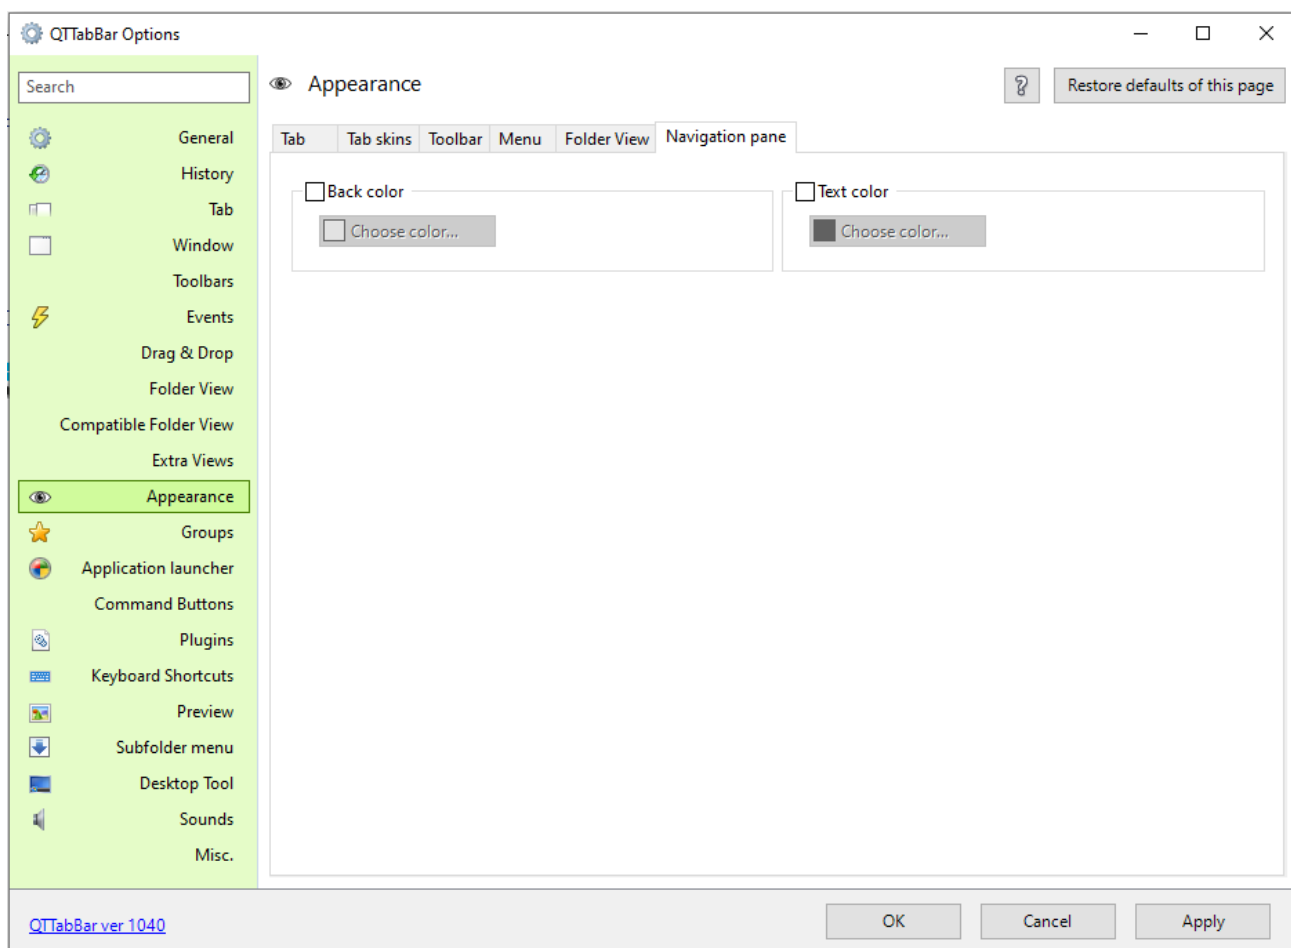 QTTabBar Options
Search
General
History
Tab
Window
Toolbars
Events
Drag & Drop
Folder View
Compatible Folder View
Extra Views
Appearance
Groups
Application launcher
Command Buttons
Plugins
Keyboard Shortcuts
Preview
Subfolder menu
Desktop Tool
Sounds
Misc.
Appearance
Restore defaults of this page
Tab Tab skins Toolbar Menu Folder View Navigation pane
Back color Text color
Choose color... Choose color...
QTTabBar ver 1040
OK Cancel Apply